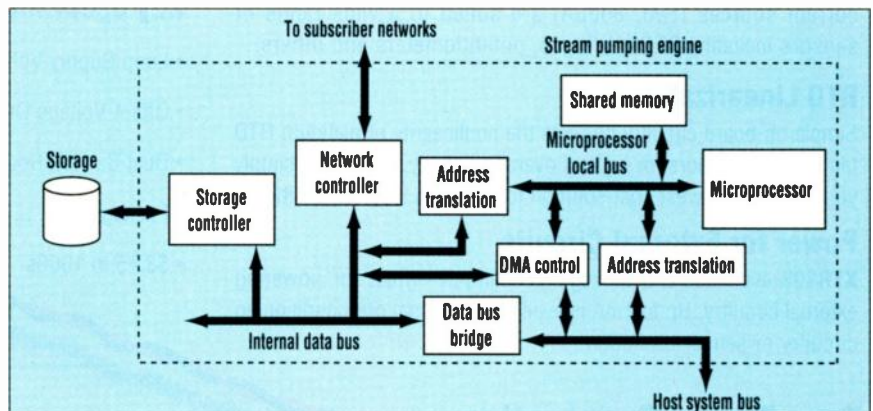 To subscriber networks
Stream pumping engine
Shared memory
Microprocessor
local bus
Storage
Storage
controller
Network
controller
Address
translation
Microprocessor
DMA control
Address translation
Data bus
bridge
Internal data bus
Host system bus